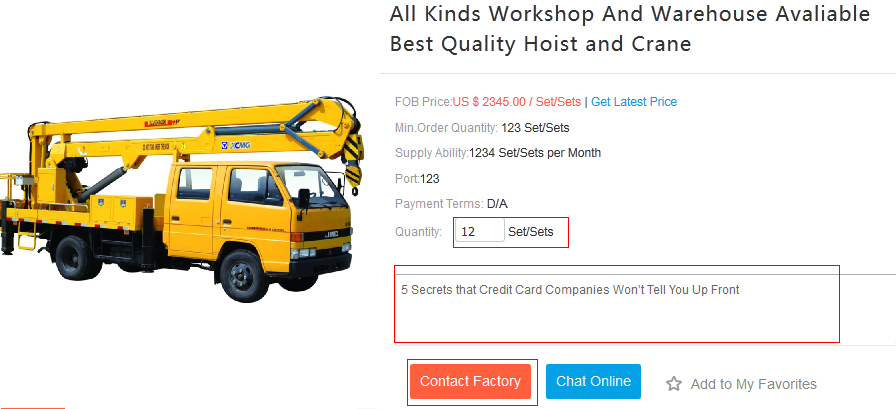 All Kinds Workshop And Warehouse Avaliable
Best Quality Hoist and Crane
FOB Price:US $ 2345.00 / Set/Sets | Get Latest Price
Min.Order Quantity: 123 Set/Sets
Supply Ability:1234 Set/Sets per Month
Port:123
Payment Terms: D/A
Quantity: 12 Set/Sets
5 Secrets that Credit Card Companies Won't Tell You Up Front
Contact Factory
Chat Online
Add to My Favorites
XCMG
JMC